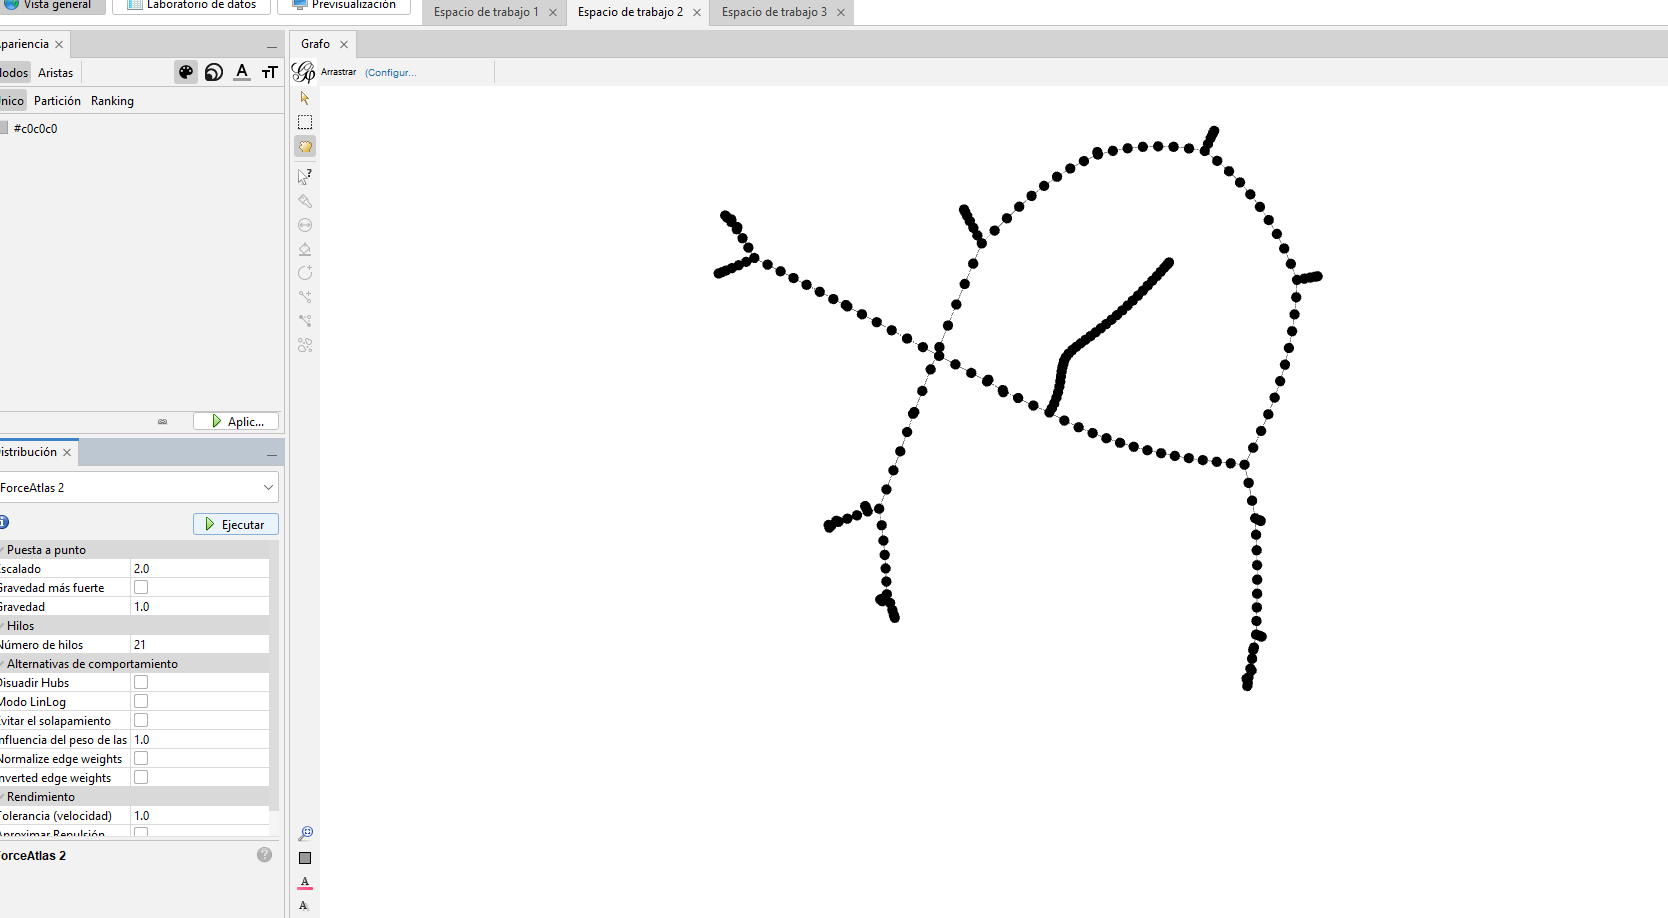 Vista general
Laboratorio de datos
Previsualización
Espacio de trabajo 1
Espacio de trabajo 2
Espacio de trabajo 3
pariencia
Grafo
lodos
Aristas
A
TT
Arrastrar
(Configur...
nico
Partición
Ranking
#c0c0c0
Aplic...
istribución
ForceAtlas 2
Ejecutar
Puesta a punto
scalado
2.0
Gravedad más fuerte
Gravedad
1.0
Hilos
Número de hilos
21
Alternativas de comportamiento
Disuadir Hubs
Modo LinLog
vitar el solapamiento
nfluencia del peso de las
1.0
Normalize edge weights
nverted edge weights
Rendimiento
Tolerancia (velocidad)
1.0
Aproximar Repulsión
orceAtlas 2
A
A